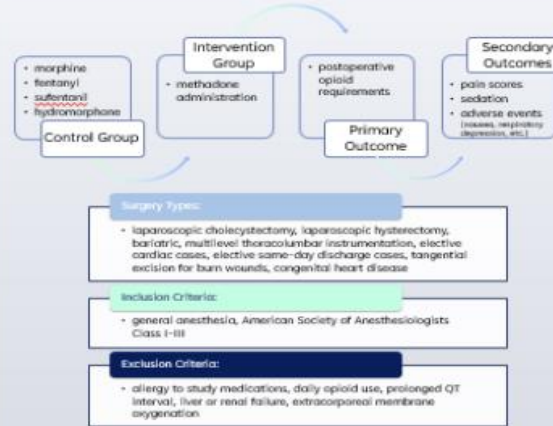 • morphine
• fentanyl
• sufentanil
• hydromorphone
Control Group
Intervention
Group
• methadone
administration
• postoperative
opioid
requirements
Primary
Outcome
Secondary
Outcomes
• pain scores
• sedation
• adverse events
(nausea, respiratory
depression, etc.)
Surgery Types:
• laparoscopic cholecystectomy, laparoscopic hysterectomy,
bariatric, multilevel thoracolumbar instrumentation, elective
cardiac cases, elective same-day discharge cases, tangential
excision for burn wounds, congenital heart disease
Inclusion Criteria:
• general anesthesia, American Society of Anesthesiologists
Class I-III
Exclusion Criteria:
• allergy to study medications, daily opioid use, prolonged QT
interval, liver or renal failure, extracorporeal membrane
oxygenation